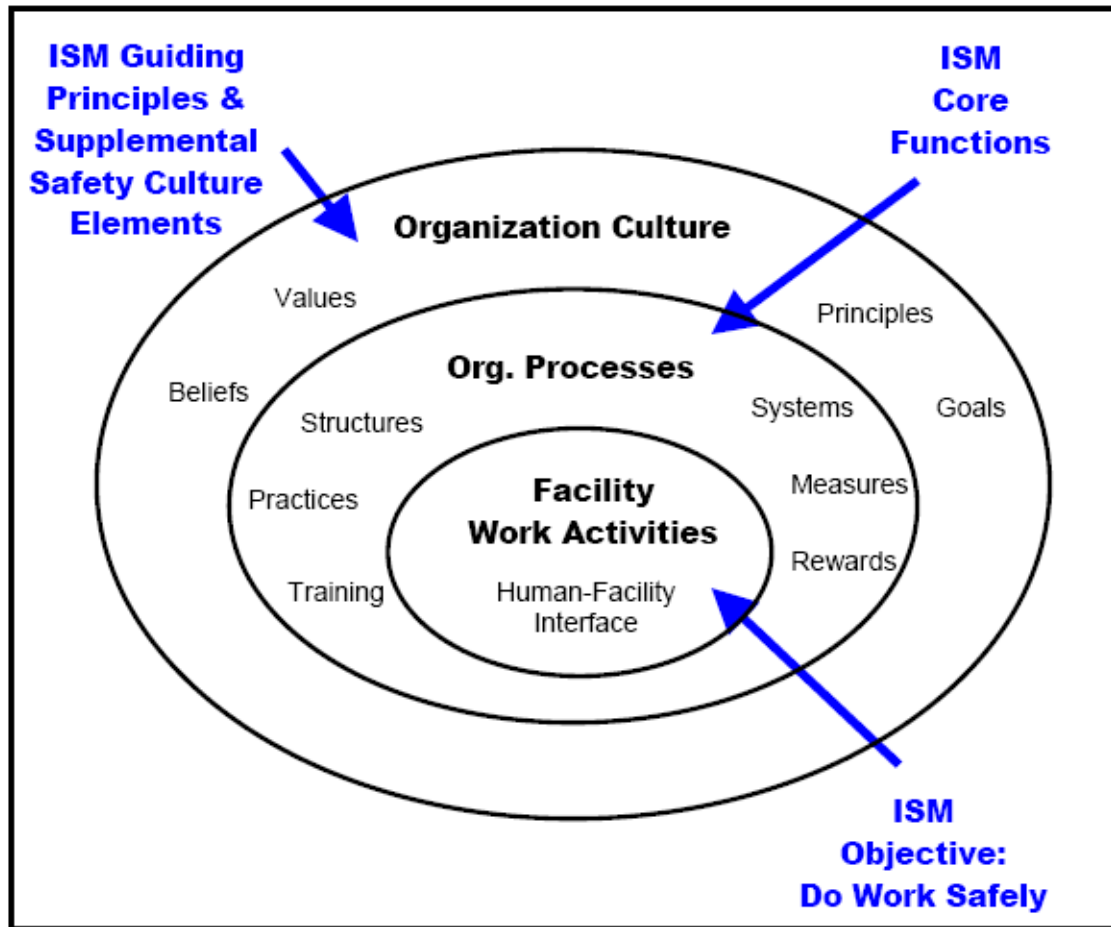 ISM Guiding
Principles &
Supplemental
Safety Culture
Elements
ISM
Core
Functions
Organization Culture
Values
Principles
Beliefs
Goals
Org. Processes
Structures
Systems
Practices
Measures
Training
Rewards
Facility
Work Activities
Human-Facility
Interface
ISM
Objective:
Do Work Safely